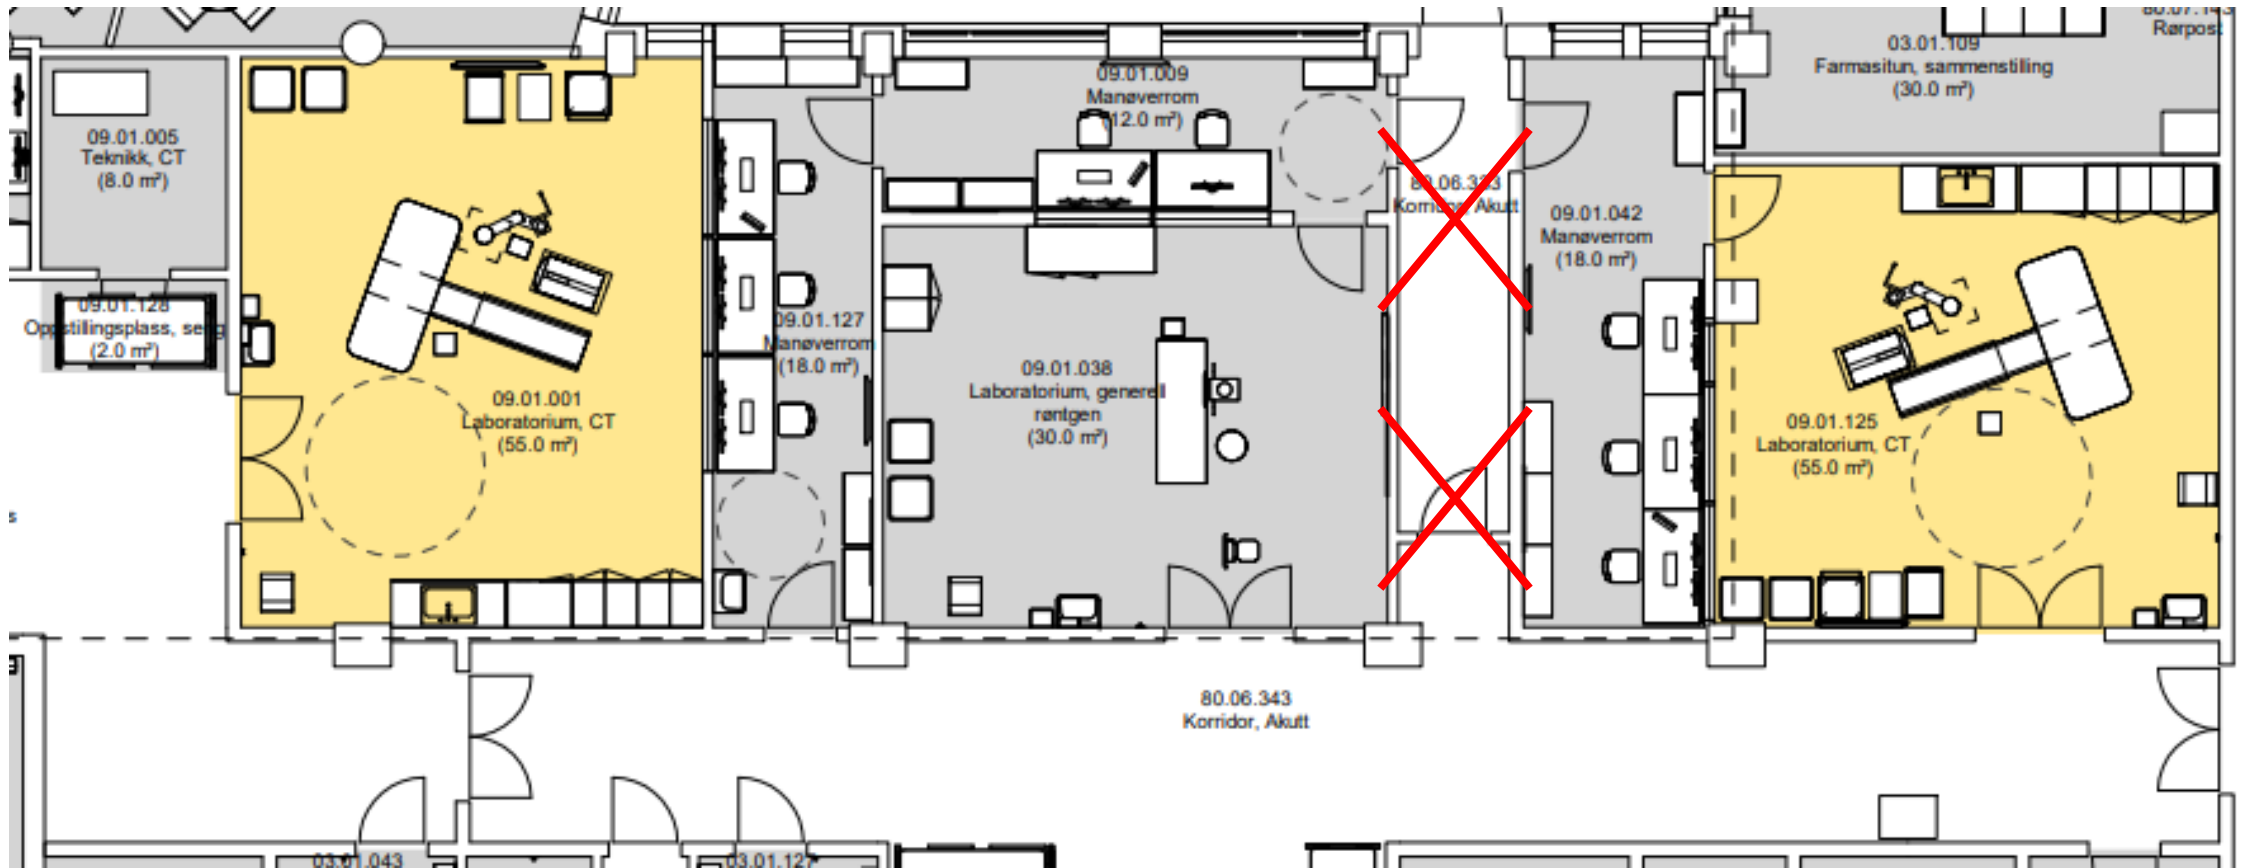 80.07.143
Rørpost
03.01.109
Farmasitun, sammenstilling
(30.0 m²)
09.01.009
Manøverrom
(12.0 m²)
09.01.005
Teknikk, CT
(8.0 m²)
80.06.333
Korridor, Akutt
09.01.042
Manøverrom
(18.0 m²)
09.01.128
Oppstillingsplass, seng
(2.0 m²)
09.01.127
Manøverrom
(18.0 m²)
09.01.038
Laboratorium, generell
røntgen
(30.0 m²)
09.01.001
Laboratorium, CT
(55.0 m²)
09.01.125
Laboratorium, CT
(55.0 m²)
s
80.06.343
Korridor, Akutt
03.01.043
03.01.127